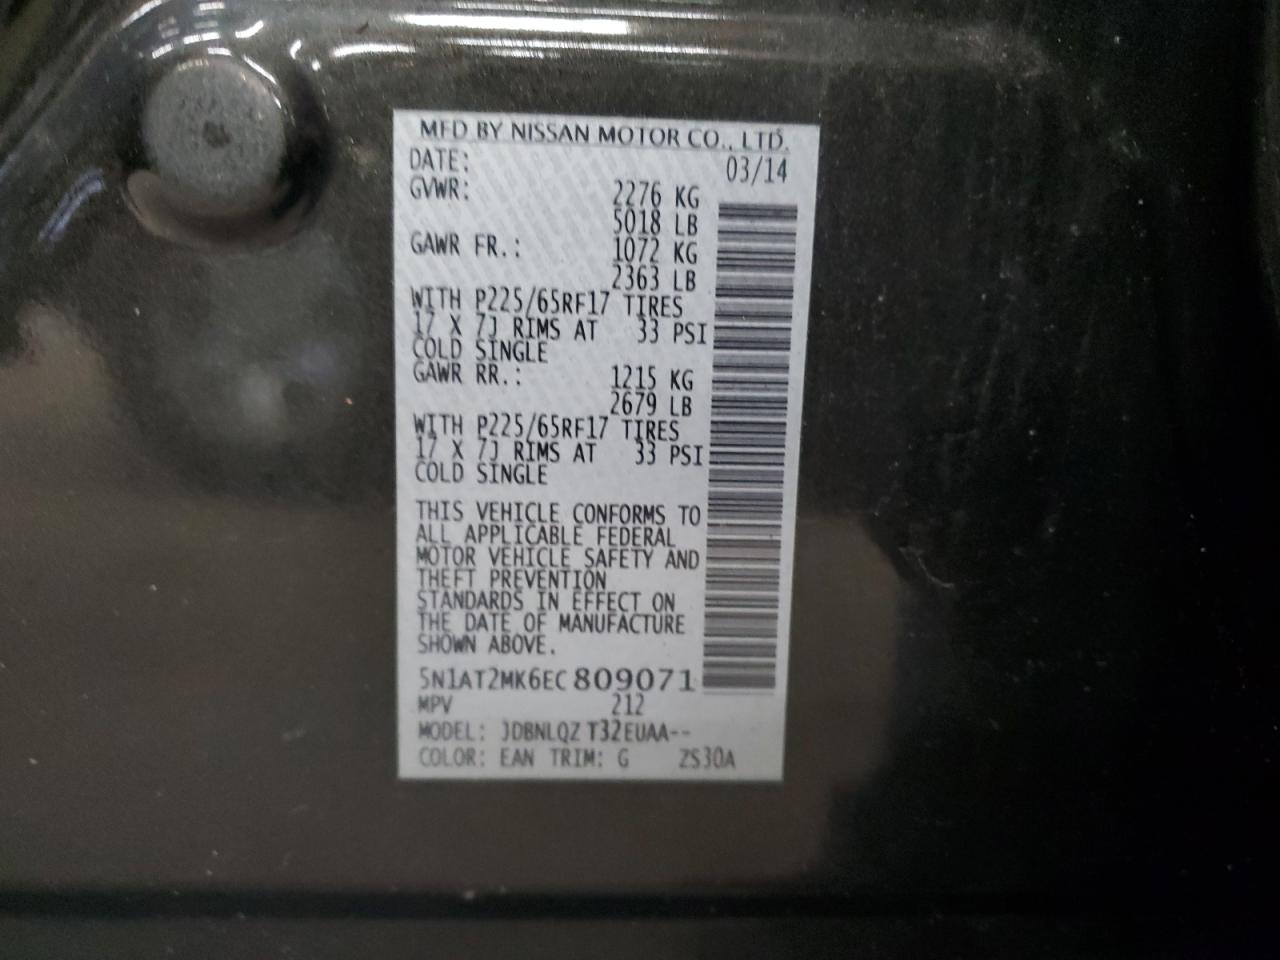 MFD BY NISSAN MOTOR CO., LTD.
DATE: 03/14
GVWR: 2276 KG
5018 LB
GAWR FR.: 1072 KG
2363 LB
WITH P225/65RF17 TIRES
17 X 7J RIMS AT 33 PSI
COLD SINGLE
GAWR RR.: 1215 KG
2679 LB
WITH P225/65RF17 TIRES
17 X 7J RIMS AT 33 PSI
COLD SINGLE
THIS VEHICLE CONFORMS TO
ALL APPLICABLE FEDERAL
MOTOR VEHICLE SAFETY AND
THEFT PREVENTION
STANDARDS IN EFFECT ON
THE DATE OF MANUFACTURE
SHOWN ABOVE.
5N1AT2MK6EC809071
MPV 212
MODEL: JDBNLQZ T32EUAA--
COLOR: EAN TRIM: G ZS30A